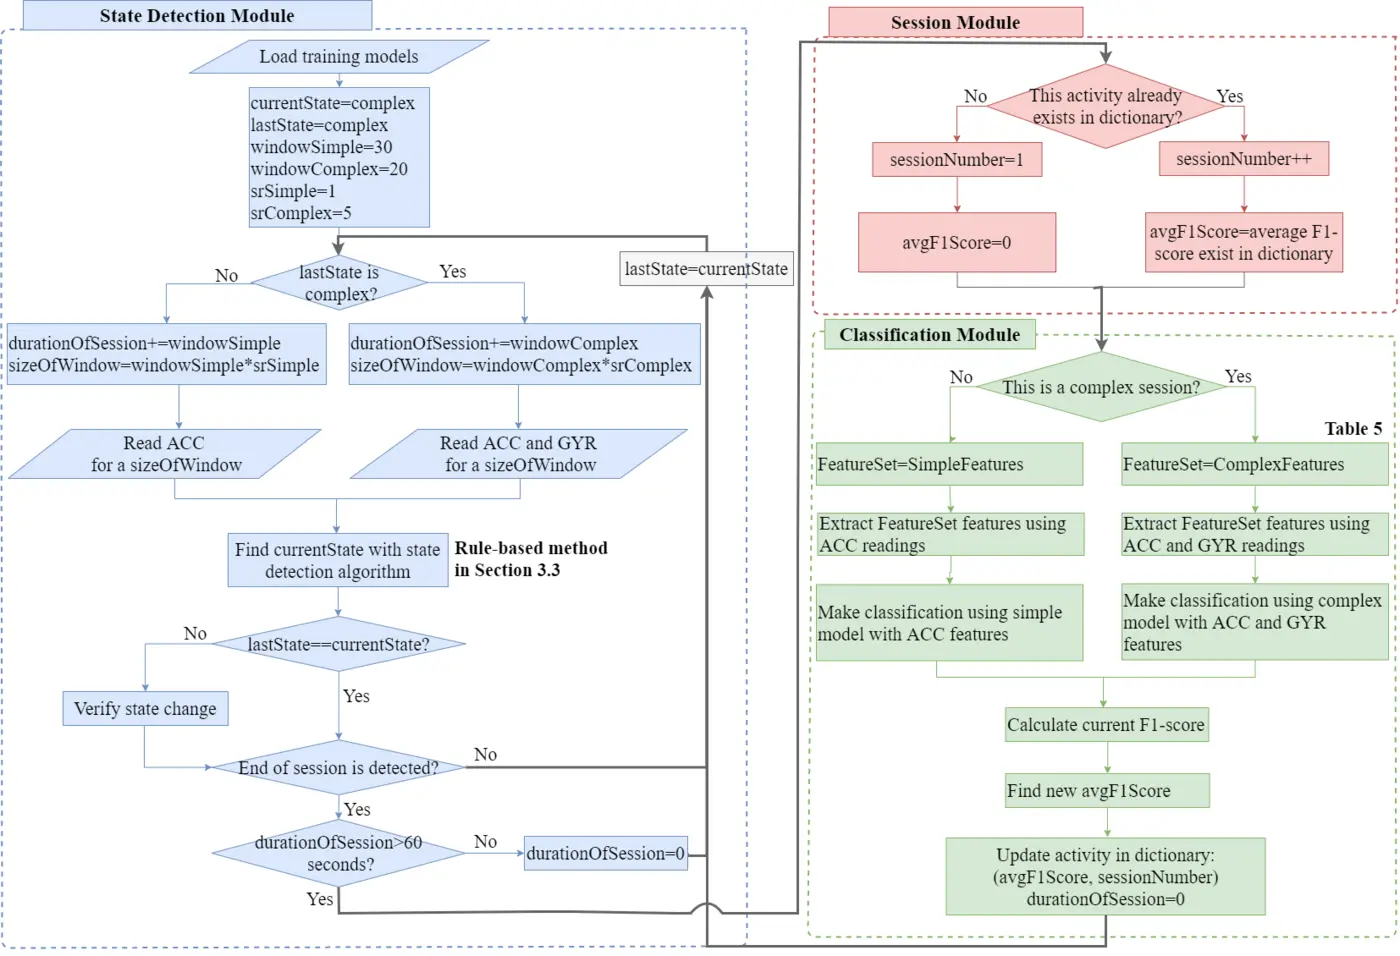 State Detection Module
Load training models
currentState=complex
lastState=complex
windowSimple=30
windowComplex=20
srSimple=1
srComplex=5
lastState=currentState
lastState is
complex?
No
Yes
durationOfSession+=windowSimple
sizeOfWindow=windowSimple*srSimple
durationOfSession+=windowComplex
sizeOfWindow=windowComplex*srComplex
Read ACC
for a sizeOfWindow
Read ACC and GYR
for a sizeOfWindow
Find currentState with state
detection algorithm
Rule-based method
in Section 3.3
lastState==currentState?
No
Yes
Verify state change
End of session is detected?
No
Yes
durationOfSession>60
seconds?
No
durationOfSession=0
Yes
Session Module
This activity already
exists in dictionary?
No
Yes
sessionNumber=1
sessionNumber++
avgF1Score=0
avgF1Score=average F1-
score exist in dictionary
Classification Module
This is a complex session?
No
Yes
Table 5
FeatureSet=SimpleFeatures
FeatureSet=ComplexFeatures
Extract FeatureSet features using
ACC readings
Extract FeatureSet features using
ACC and GYR readings
Make classification using simple
model with ACC features
Make classification using complex
model with ACC and GYR
features
Calculate current F1-score
Find new avgF1Score
Update activity in dictionary:
(avgF1Score, sessionNumber)
durationOfSession=0